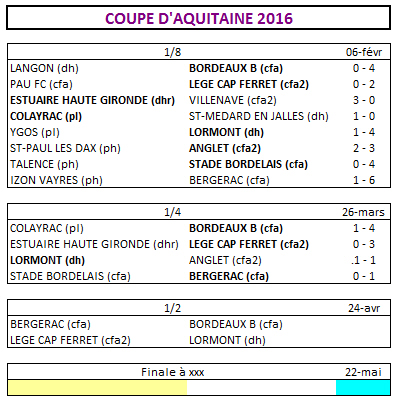 COUPE D'AQUITAINE 2016
1/8 06-févr
LANGON (dh) BORDEAUX B (cfa) 0 - 4
PAU FC (cfa) LEGE CAP FERRET (cfa2) 0 - 2
ESTUAIRE HAUTE GIRONDE (dhr) VILLENAVE (cfa2) 3 - 0
COLAYRAC (pl) ST-MEDARD EN JALLES (dh) 1 - 0
YGOS (pl) LORMONT (dh) 1 - 4
ST-PAUL LES DAX (ph) ANGLET (cfa2) 2 - 3
TALENCE (ph) STADE BORDELAIS (cfa) 0 - 4
IZON VAYRES (ph) BERGERAC (cfa) 1 - 6
1/4 26-mars
COLAYRAC (pl) BORDEAUX B (cfa) 1 - 4
ESTUAIRE HAUTE GIRONDE (dhr) LEGE CAP FERRET (cfa2) 0 - 3
LORMONT (dh) ANGLET (cfa2) .1 - 1
STADE BORDELAIS (cfa) BERGERAC (cfa) 0 - 1
1/2 24-avr
BERGERAC (cfa) BORDEAUX B (cfa)
LEGE CAP FERRET (cfa2) LORMONT (dh)
Finale à xxx 22-mai